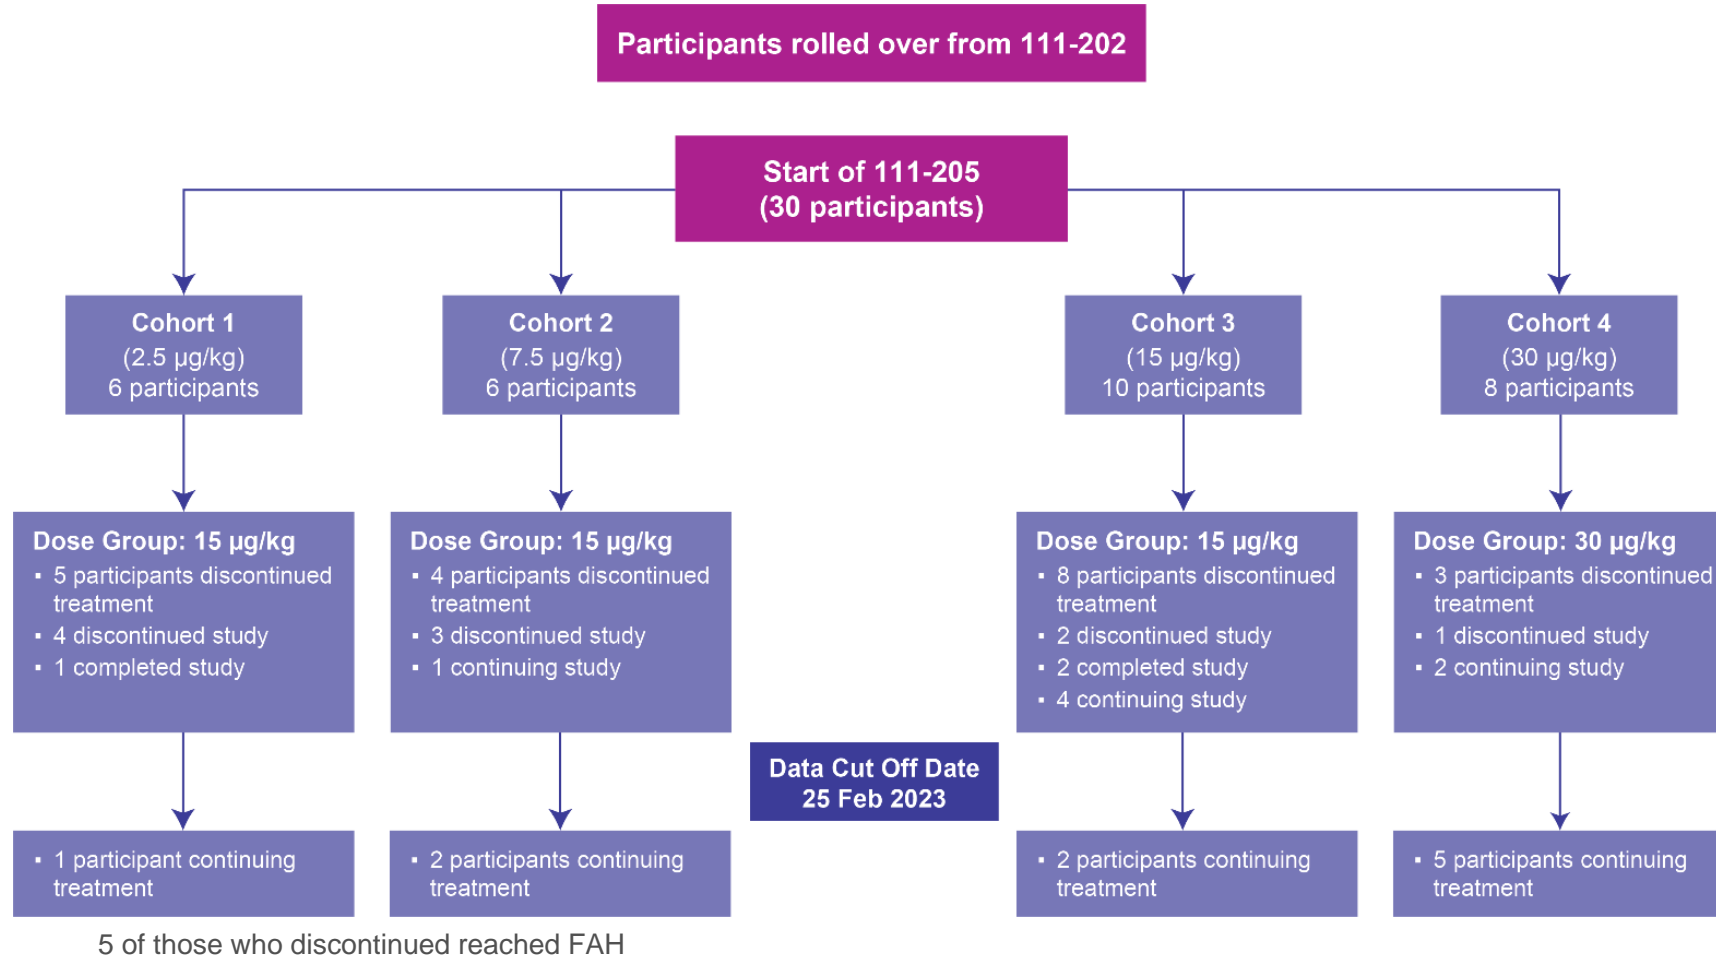 Participants rolled over from 111-202
Start of 111-205
(30 participants)
Cohort 1
(2.5 µg/kg)
6 participants
Cohort 2
(7.5 µg/kg)
6 participants
Cohort 3
(15 µg/kg)
10 participants
Cohort 4
(30 µg/kg)
8 participants
Dose Group: 15 µg/kg
▪ 5 participants discontinued
treatment
▪ 4 discontinued study
▪ 1 completed study
Dose Group: 15 µg/kg
▪ 4 participants discontinued
treatment
▪ 3 discontinued study
▪ 1 continuing study
Dose Group: 15 µg/kg
▪ 8 participants discontinued
treatment
▪ 2 discontinued study
▪ 2 completed study
▪ 4 continuing study
Dose Group: 30 µg/kg
▪ 3 participants discontinued
treatment
▪ 1 discontinued study
▪ 2 continuing study
Data Cut Off Date
25 Feb 2023
▪ 1 participant continuing
treatment
▪ 2 participants continuing
treatment
▪ 2 participants continuing
treatment
▪ 5 participants continuing
treatment
5 of those who discontinued reached FAH